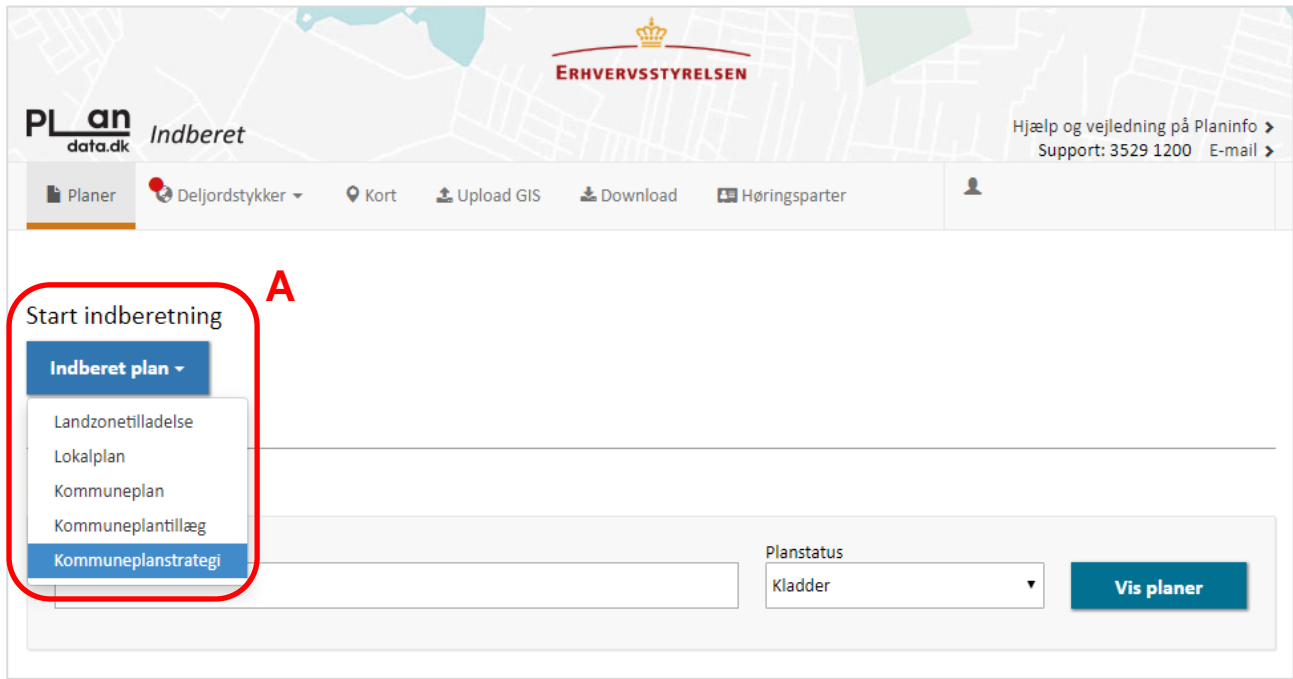 ERHVERVSSTYRELSEN
PLan
data.dk
Indberet
Hjælp og vejledning på Planinfo >
Support: 3529 1200 E-mail >
Planer Deljordstykker Kort Upload GIS Download Høringsparter
A
Start indberetning
Indberet plan
Landzonetilladelse
Lokalplan
Kommuneplan
Kommuneplantillæg
Kommuneplanstrategi
Planstatus
Kladder
Vis planer